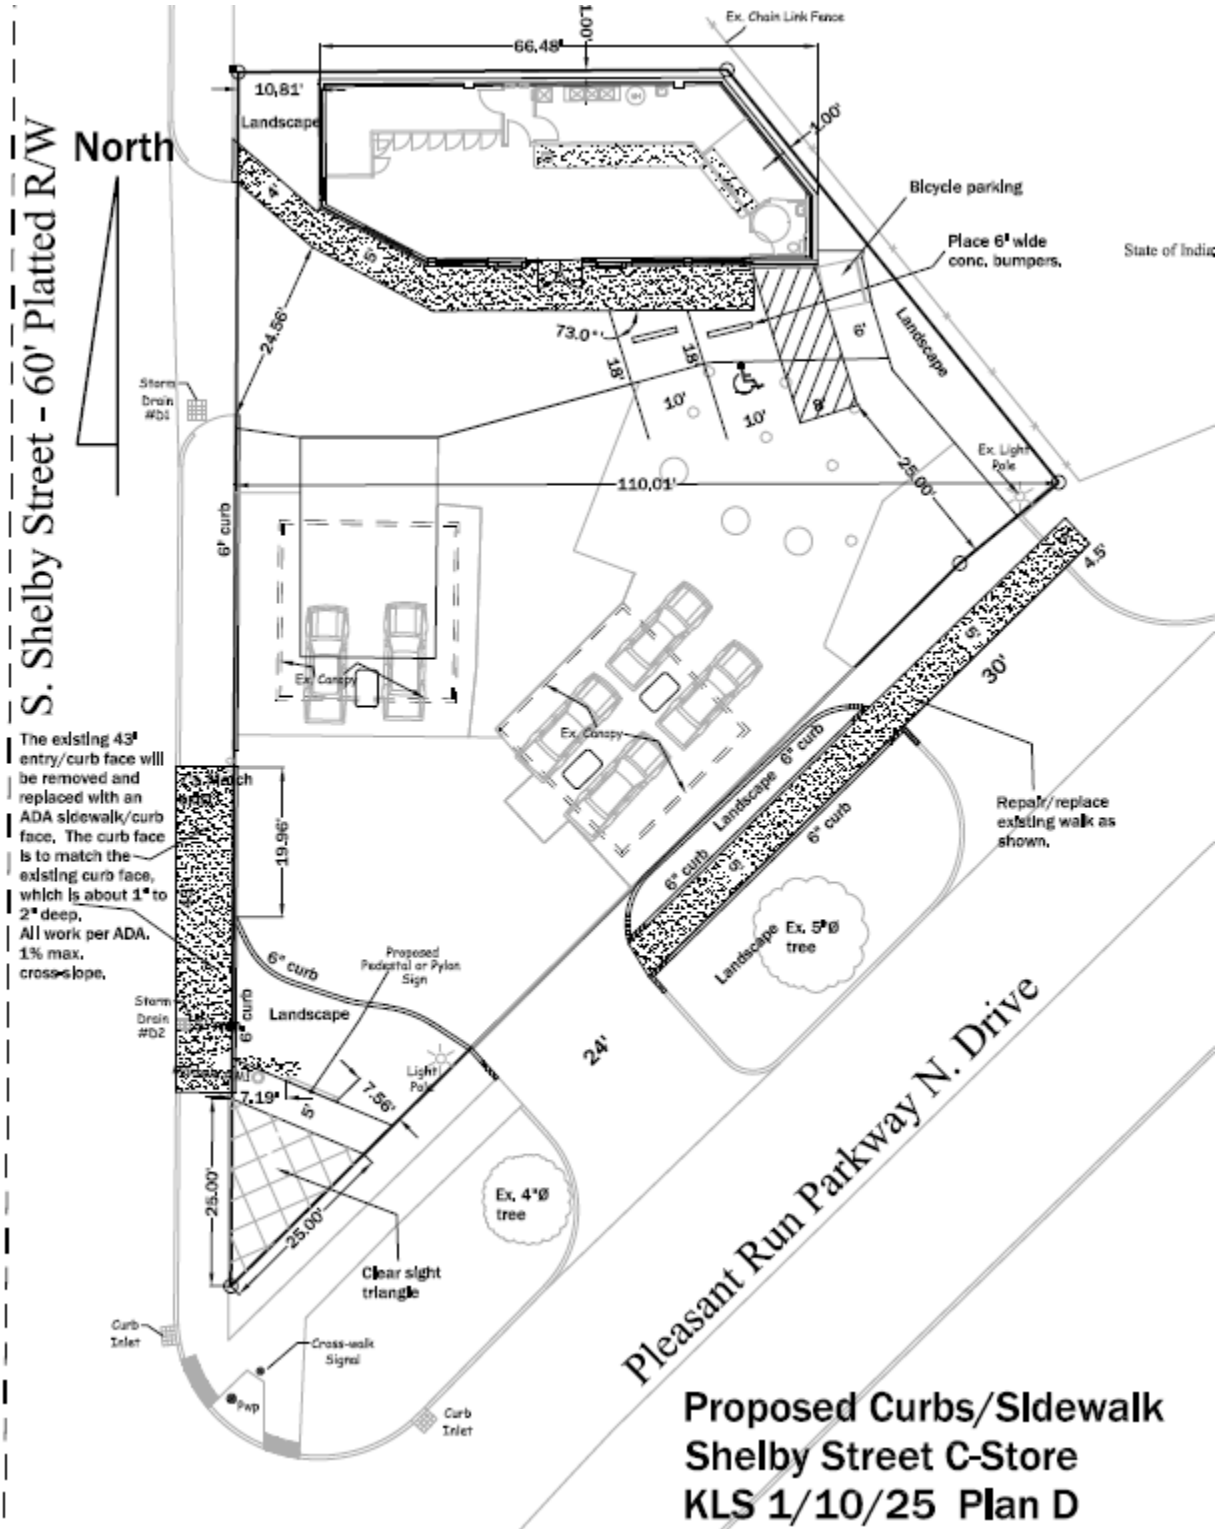 Ex. Chain Link Fence
1.00'
66.48'
10.81'
Landscape
North
1.00'
Bicycle parking
Place 6" wide
conc. bumpers.
State of India
4'
5'
S. Shelby Street - 60' Platted R/W
24.56'
73.0°
18'
18'
6'
Landscape
10'
10'
8'
Storm
Drain
#D1
Ex. Light
Pole
25.00'
110.01'
6" curb
4.5'
5'
30'
Ex. Canopy
Ex. Canopy
The existing 43"
entry/curb face will
be removed and
replaced with an
ADA sidewalk/curb
face. The curb face
is to match the
existing curb face,
which is about 1" to
2" deep.
All work per ADA.
1% max.
cross-slope.
19.96'
6" curb
Landscape
6" curb
6" curb
5'
Repair/replace
existing walk as
shown.
Ex. 5"Ø
tree
Landscape
6" curb
Proposed
Pedestal or Pylon
Sign
Storm
Drain
#D2
6" curb
Landscape
24'
Light
Pole
7.19'
5'
7.56'
25.00'
25.00'
Ex. 4"Ø
tree
Clear sight
triangle
Pleasant Run Parkway N. Drive
Curb
Inlet
Cross-walk
Signal
Pwp
Curb
Inlet
Proposed Curbs/Sidewalk
Shelby Street C-Store
KLS 1/10/25 Plan D